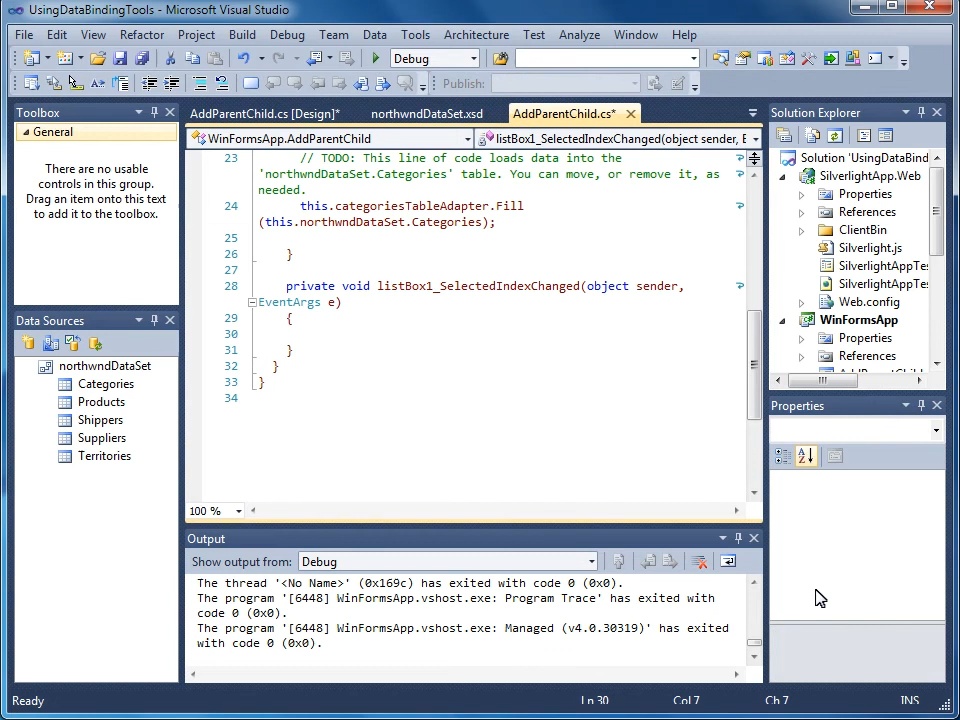 UsingDataBindingTools - Microsoft Visual Studio
File Edit View Refactor Project Build Debug Team Data Tools Architecture Test Analyze Window Help
Debug
Publish:
Toolbox
General
There are no usable
controls in this group.
Drag an item onto this
text to add it to the
toolbox.
Data Sources
northwndDataSet
Categories
Products
Shippers
Suppliers
Territories
AddParentChild.cs [Design]* northwndDataSet.xsd AddParentChild.cs*
WinFormsApp.AddParentChild listBox1_SelectedIndexChanged(object sender, E
23 // TODO: This line of code loads data into the
'northwndDataSet.Categories' table. You can move, or remove it, as
needed.
24 this.categoriesTableAdapter.Fill
(this.northwndDataSet.Categories);
25
26 }
27
28 private void listBox1_SelectedIndexChanged(object sender,
EventArgs e)
29 {
30
31 }
32 }
33 }
34
100 %
Output
Show output from: Debug
The thread '<No Name>' (0x169c) has exited with code 0 (0x0).
The program '[6448] WinFormsApp.vshost.exe: Program Trace' has exited with
code 0 (0x0).
The program '[6448] WinFormsApp.vshost.exe: Managed (v4.0.30319)' has exited
with code 0 (0x0).
Solution Explorer
Solution 'UsingDataBind
SilverlightApp.Web
Properties
References
ClientBin
Silverlight.js
SilverlightAppTe
SilverlightAppTe
Web.config
WinFormsApp
Properties
References
Properties
Ready Ln 30 Col 7 Ch 7 INS